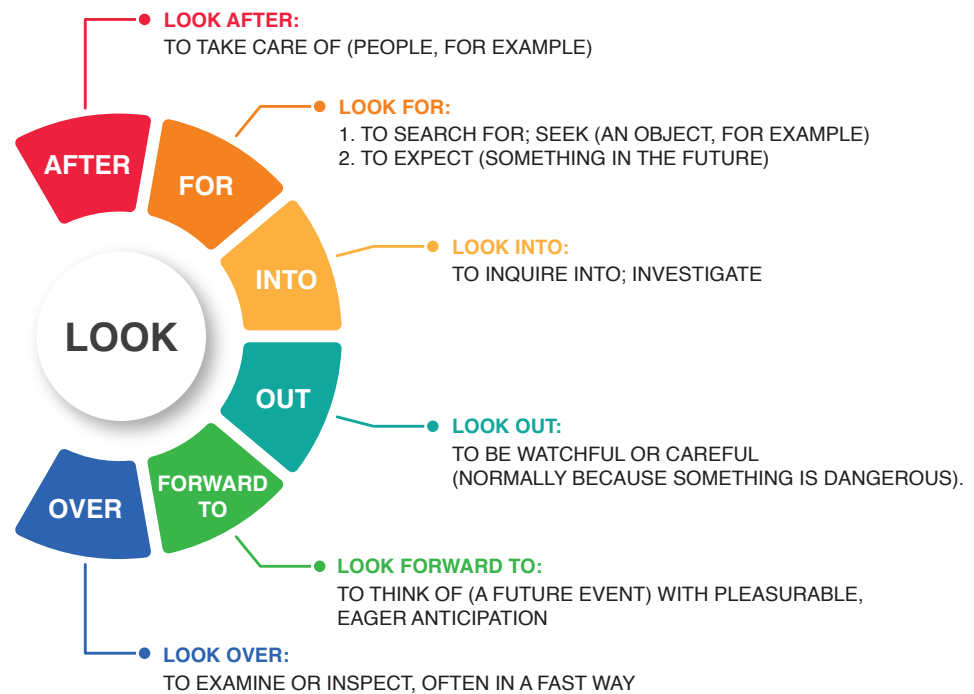 LOOK AFTER:
TO TAKE CARE OF (PEOPLE, FOR EXAMPLE)
LOOK FOR:
1. TO SEARCH FOR; SEEK (AN OBJECT, FOR EXAMPLE)
2. TO EXPECT (SOMETHING IN THE FUTURE)
AFTER
FOR
LOOK INTO:
TO INQUIRE INTO; INVESTIGATE
INTO
LOOK
OUT
LOOK OUT:
TO BE WATCHFUL OR CAREFUL
(NORMALLY BECAUSE SOMETHING IS DANGEROUS).
FORWARD
TO
OVER
LOOK FORWARD TO:
TO THINK OF (A FUTURE EVENT) WITH PLEASURABLE,
EAGER ANTICIPATION
LOOK OVER:
TO EXAMINE OR INSPECT, OFTEN IN A FAST WAY